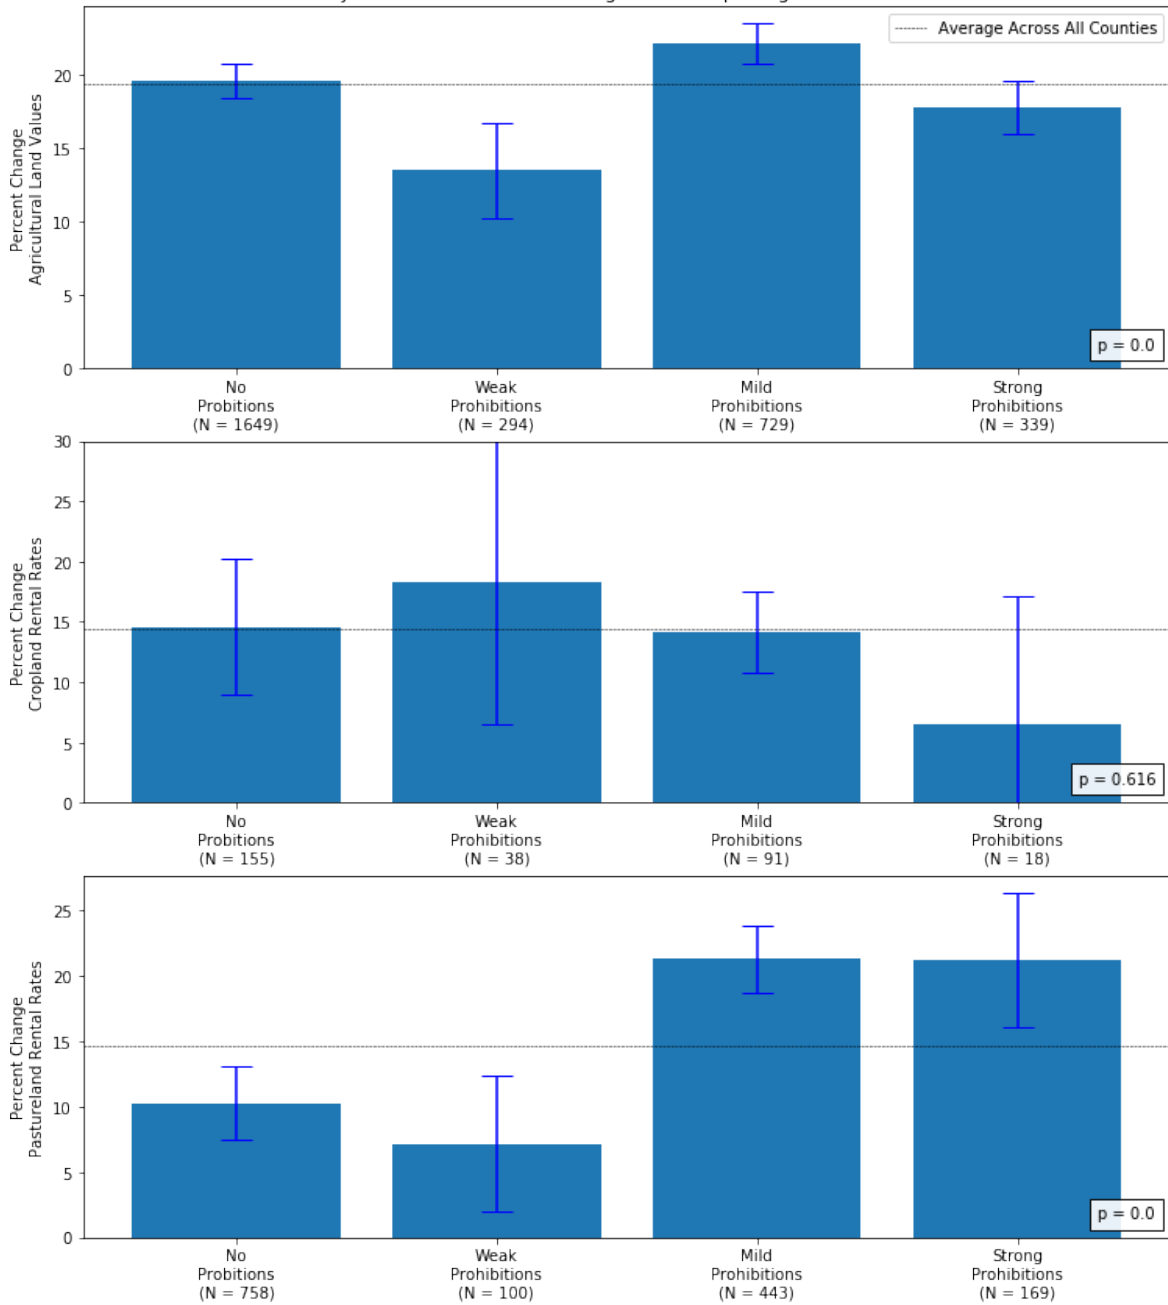 Average Across All Counties
20
15
10
5
0
Percent Change
Agricultural Land Values
p = 0.0
No
Probitions
(N = 1649)
Weak
Prohibitions
(N = 294)
Mild
Prohibitions
(N = 729)
Strong
Prohibitions
(N = 339)
30
25
20
15
10
5
0
Percent Change
Cropland Rental Rates
p = 0.616
No
Probitions
(N = 155)
Weak
Prohibitions
(N = 38)
Mild
Prohibitions
(N = 91)
Strong
Prohibitions
(N = 18)
25
20
15
10
5
0
Percent Change
Pastureland Rental Rates
p = 0.0
No
Probitions
(N = 758)
Weak
Prohibitions
(N = 100)
Mild
Prohibitions
(N = 443)
Strong
Prohibitions
(N = 169)